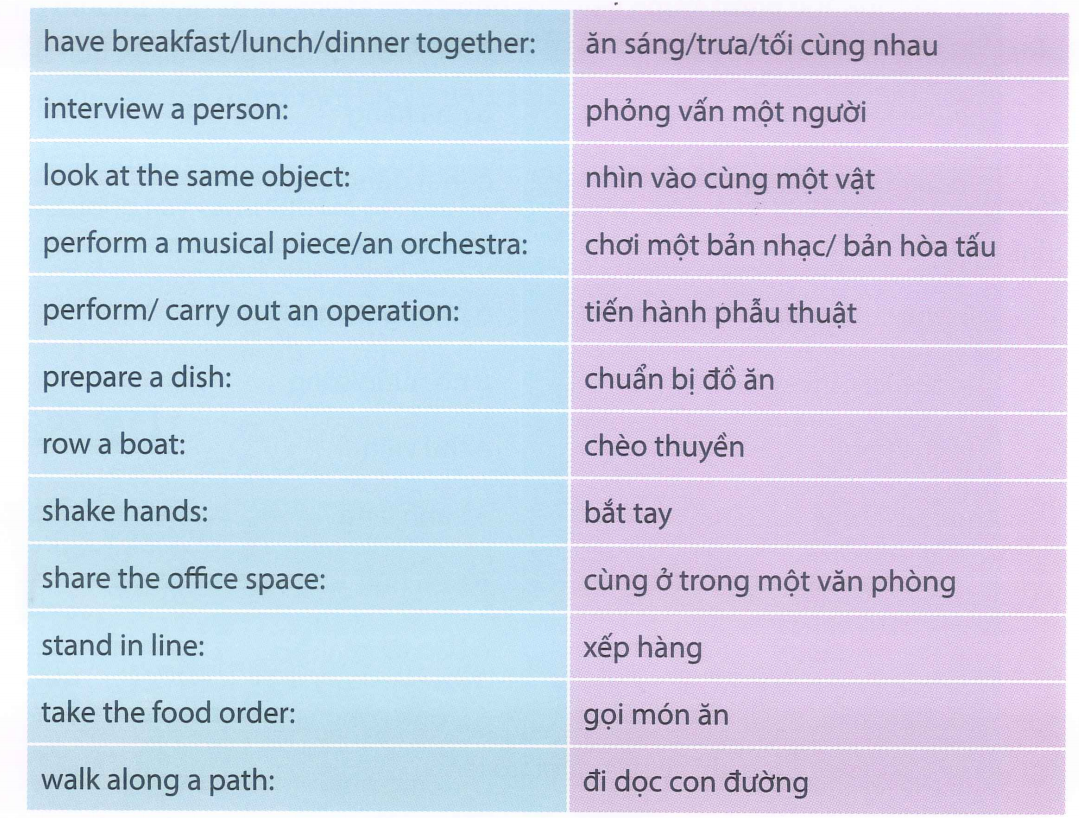 have breakfast/lunch/dinner together: ăn sáng/trưa/tối cùng nhau
interview a person: phỏng vấn một người
look at the same object: nhìn vào cùng một vật
perform a musical piece/an orchestra: chơi một bản nhạc/ bản hòa tấu
perform/ carry out an operation: tiến hành phẫu thuật
prepare a dish: chuẩn bị đồ ăn
row a boat: chèo thuyền
shake hands: bắt tay
share the office space: cùng ở trong một văn phòng
stand in line: xếp hàng
take the food order: gọi món ăn
walk along a path: đi dọc con đường